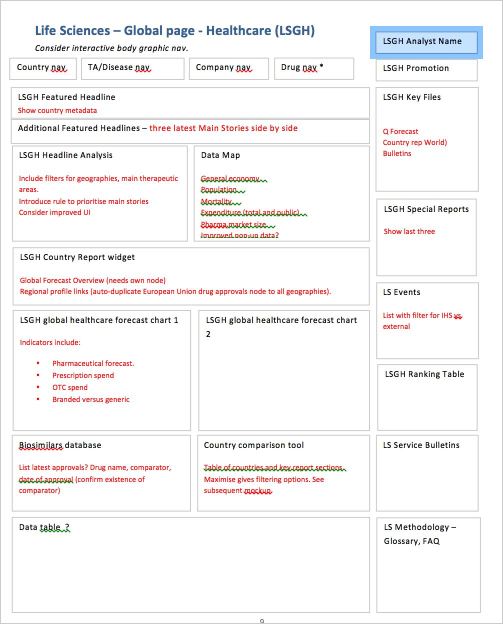 Life Sciences – Global page - Healthcare (LSGH)
Consider interactive body graphic nav.
LSGH Analyst Name
Country nav.
TA/Disease nav.
Company nav.
Drug nav *
LSGH Promotion
LSGH Featured Headline
Show country metadata
Additional Featured Headlines – three latest Main Stories side by side
LSGH Key Files
Q Forecast
Country rep World)
Bulletins
LSGH Headline Analysis
Include filters for geographies, main therapeutic
areas.
Introduce rule to prioritise main stories
Consider improved UI
Data Map
General economy
Population
Mortality
Expenditure (total and public)
Pharma market size
Improved pop-up data?
LSGH Special Reports
Show last three
LSGH Country Report widget
Global Forecast Overview (needs own node)
Regional profile links (auto-duplicate European Union drug approvals node to all geographies).
LS Events
List with filter for IHS vs
external
LSGH global healthcare forecast chart 1
Indicators include:
• Pharmaceutical forecast.
• Prescription spend
• OTC spend
• Branded versus generic
LSGH global healthcare forecast chart
2
LSGH Ranking Table
Biosimilars database
List latest approvals? Drug name, comparator,
date of approval (confirm existence of
comparator)
Country comparison tool
Table of countries and key report sections.
Maximise gives filtering options. See
subsequent mockup
LS Service Bulletins
Data table ?
LS Methodology –
Glossary, FAQ
9